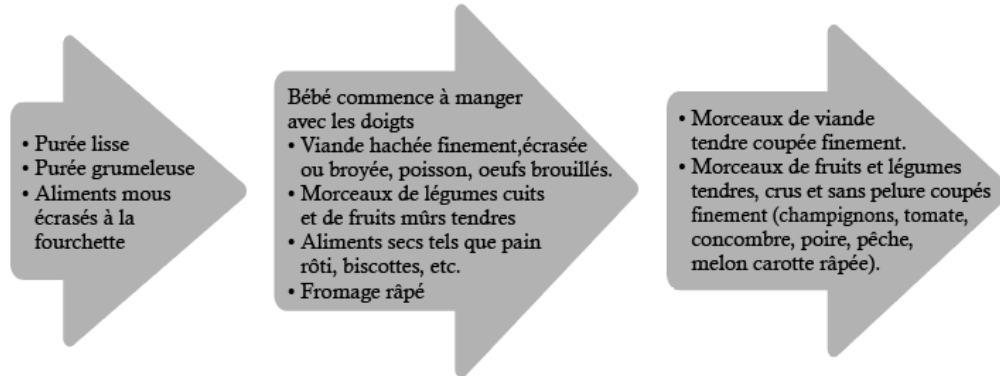 • Purée lisse
• Purée grumeleuse
• Aliments mous
écrasés à la
fourchette
Bébé commence à manger
avec les doigts
• Viande hachée finement,écrasée
ou broyée, poisson, oeufs brouillés.
• Morceaux de légumes cuits
et de fruits mûrs tendres
• Aliments secs tels que pain
rôti, biscottes, etc.
• Fromage râpé
• Morceaux de viande
tendre coupée finement.
• Morceaux de fruits et légumes
tendres, crus et sans pelure coupés
finement (champignons, tomate,
concombre, poire, pêche,
melon carotte râpée).